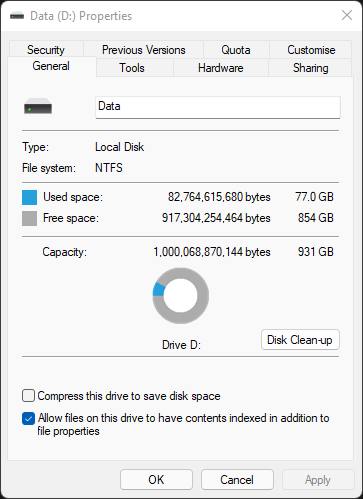 Data (D:) Properties
Security Previous Versions Quota Customise
General Tools Hardware Sharing
Data
Type: Local Disk
File system: NTFS
Used space: 82,764,615,680 bytes 77.0 GB
Free space: 917,304,254,464 bytes 854 GB
Capacity: 1,000,068,870,144 bytes 931 GB
Drive D: Disk Clean-up
Compress this drive to save disk space
Allow files on this drive to have contents indexed in addition to
file properties
OK Cancel Apply